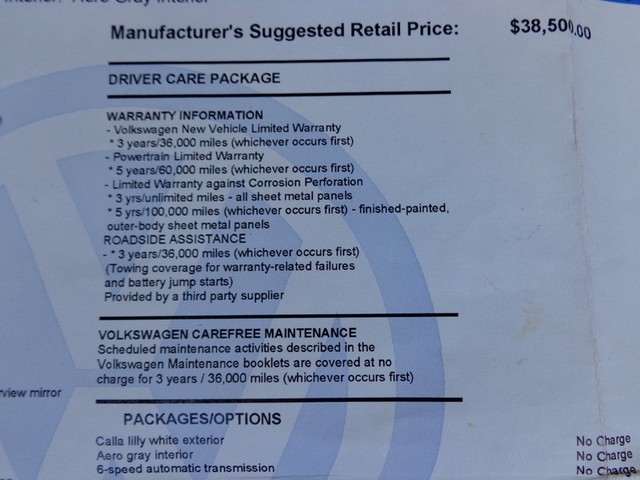 Aero Gray Interior
Manufacturer's Suggested Retail Price: $38,500.00
DRIVER CARE PACKAGE
WARRANTY INFORMATION
- Volkswagen New Vehicle Limited Warranty
* 3 years/36,000 miles (whichever occurs first)
- Powertrain Limited Warranty
* 5 years/60,000 miles (whichever occurs first)
- Limited Warranty against Corrosion Perforation
* 3 yrs/unlimited miles - all sheet metal panels
* 5 yrs/100,000 miles (whichever occurs first) - finished-painted,
outer-body sheet metal panels
ROADSIDE ASSISTANCE
- * 3 years/36,000 miles (whichever occurs first)
(Towing coverage for warranty-related failures
and battery jump starts)
Provided by a third party supplier
VOLKSWAGEN CAREFREE MAINTENANCE
Scheduled maintenance activities described in the
Volkswagen Maintenance booklets are covered at no
charge for 3 years / 36,000 miles (whichever occurs first)
rview mirror
PACKAGES/OPTIONS
Calla lilly white exterior No Charge
Aero gray interior No Charge
6-speed automatic transmission No Charge